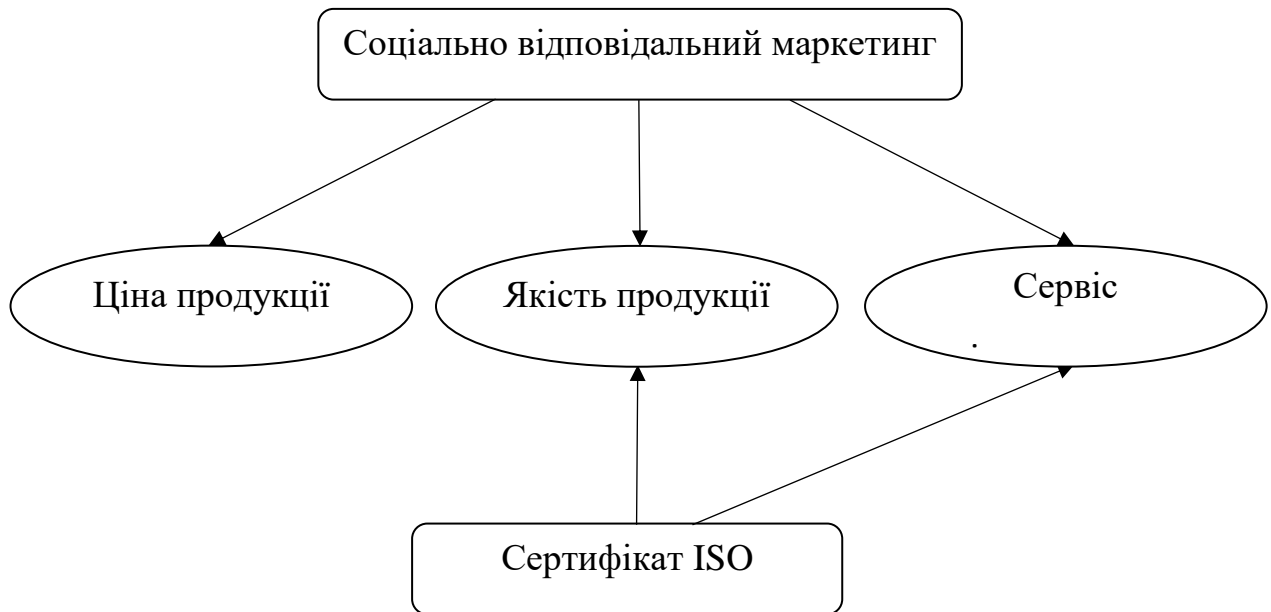 Соціально відповідальний маркетинг
Ціна продукції
Якість продукції
Сервіс
.
Сертифікат ISO